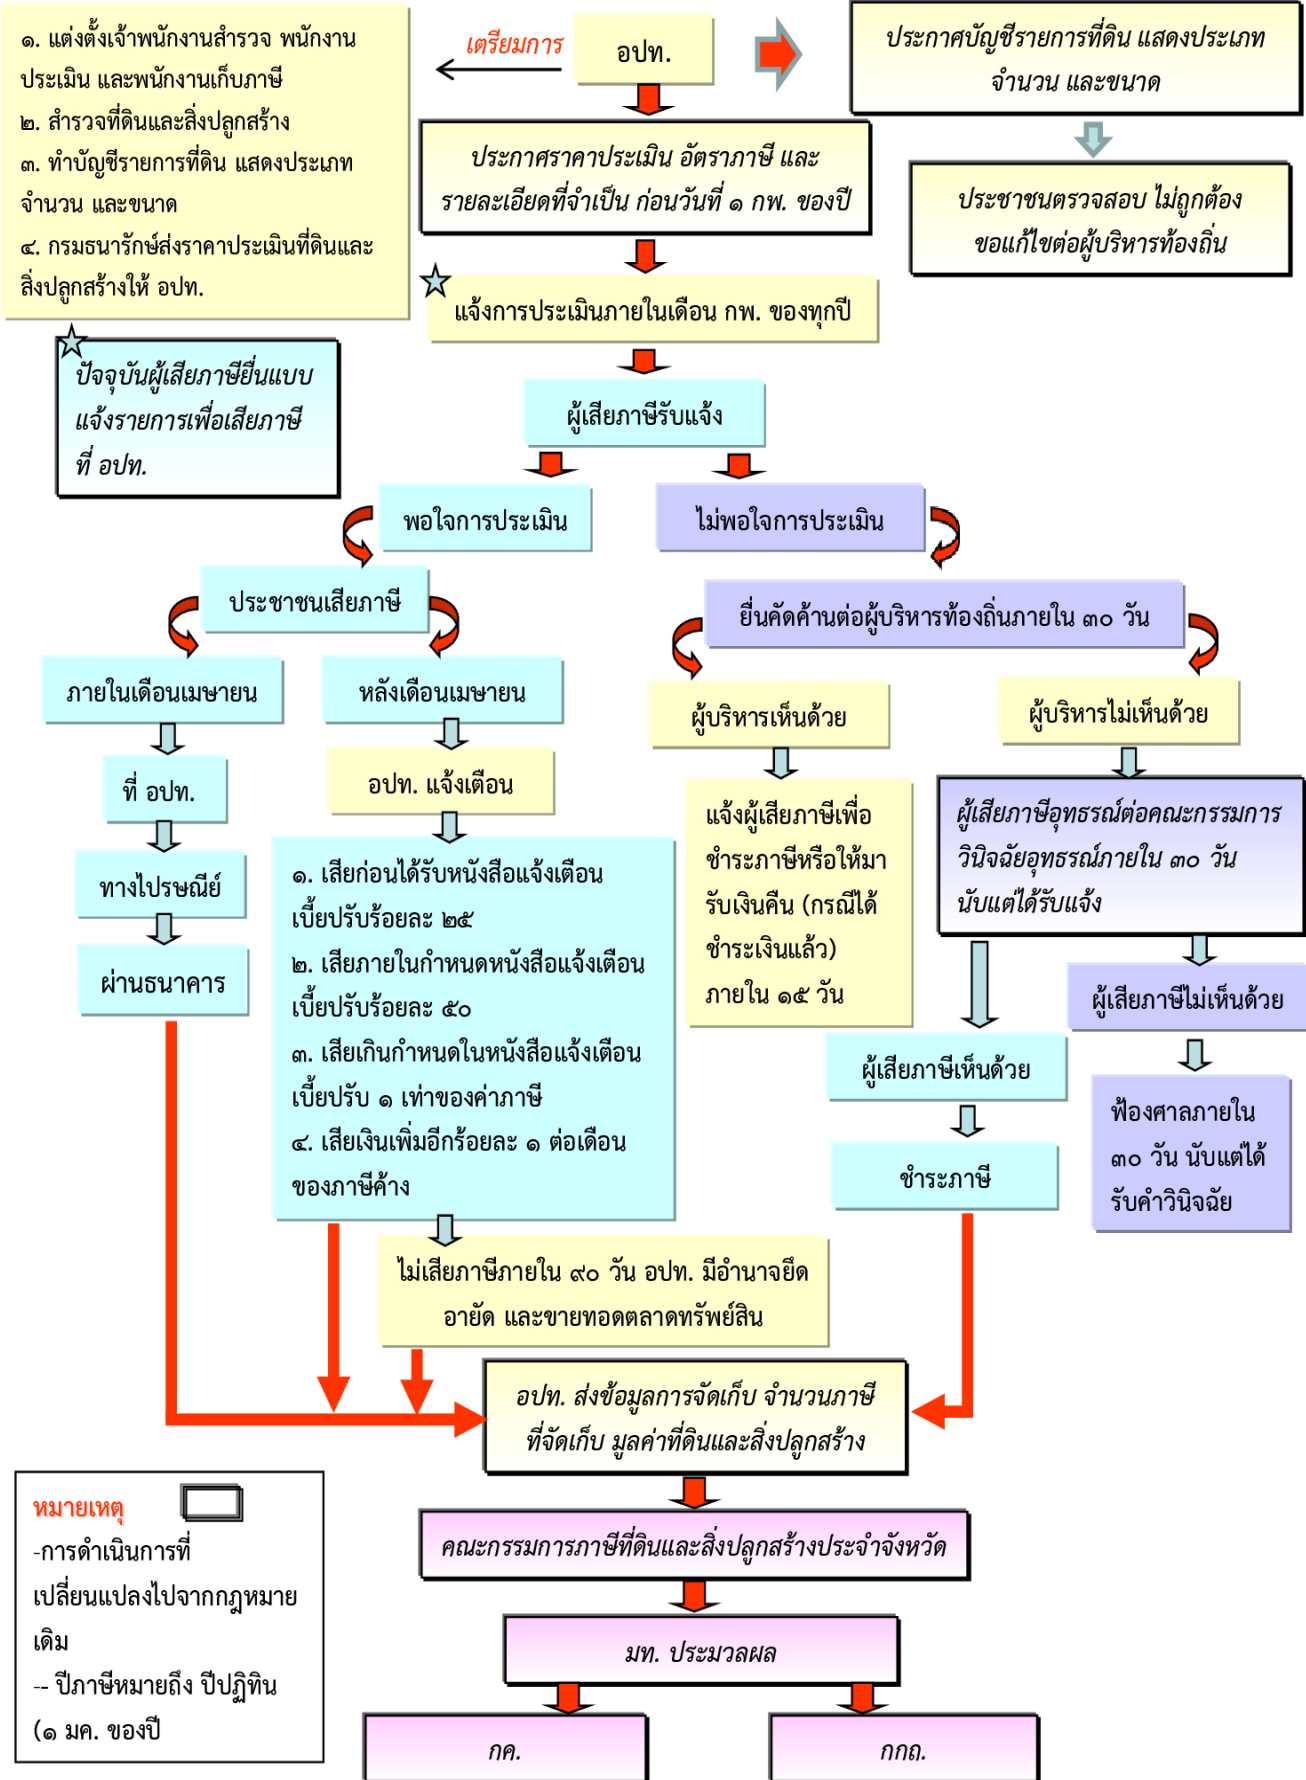 ๑. แต่งตั้งเจ้าพนักงานสำรวจ พนักงาน
ประเมิน และพนักงานเก็บภาษี
๒. สำรวจที่ดินและสิ่งปลูกสร้าง
๓. ทำบัญชีรายการที่ดิน แสดงประเภท
จำนวน และขนาด
๔. กรมธนารักษ์ส่งราคาประเมินที่ดินและ
สิ่งปลูกสร้างให้ อปท.
เตรียมการ
อปท.
ประกาศบัญชีรายการที่ดิน แสดงประเภท
จำนวน และขนาด
ประกาศราคาประเมิน อัตราภาษี และ
รายละเอียดที่จำเป็น ก่อนวันที่ ๑ กพ. ของปี
ประชาชนตรวจสอบ ไม่ถูกต้อง
ขอแก้ไขต่อผู้บริหารท้องถิ่น
แจ้งการประเมินภายในเดือน กพ. ของทุกปี
ปัจจุบันผู้เสียภาษียื่นแบบ
แจ้งรายการเพื่อเสียภาษี
ที่ อปท.
ผู้เสียภาษีรับแจ้ง
พอใจการประเมิน
ไม่พอใจการประเมิน
ประชาชนเสียภาษี
ยื่นคัดค้านต่อผู้บริหารท้องถิ่นภายใน ๓๐ วัน
ภายในเดือนเมษายน
หลังเดือนเมษายน
ผู้บริหารเห็นด้วย
ผู้บริหารไม่เห็นด้วย
ที่ อปท.
อปท. แจ้งเตือน
ทางไปรษณีย์
ผ่านธนาคาร
๑. เสียก่อนได้รับหนังสือแจ้งเตือน
เบี้ยปรับร้อยละ ๒๕
๒. เสียภายในกำหนดหนังสือแจ้งเตือน
เบี้ยปรับร้อยละ ๕๐
๓. เสียเกินกำหนดในหนังสือแจ้งเตือน
เบี้ยปรับ ๑ เท่าของค่าภาษี
๔. เสียเงินเพิ่มอีกร้อยละ ๑ ต่อเดือน
ของภาษีค้าง
แจ้งผู้เสียภาษีเพื่อ
ชำระภาษีหรือให้มา
รับเงินคืน (กรณีได้
ชำระเงินแล้ว)
ภายใน ๑๕ วัน
ผู้เสียภาษีอุทธรณ์ต่อคณะกรรมการ
วินิจฉัยอุทธรณ์ภายใน ๓๐ วัน
นับแต่ได้รับแจ้ง
ผู้เสียภาษีไม่เห็นด้วย
ผู้เสียภาษีเห็นด้วย
ฟ้องศาลภายใน
๓๐ วัน นับแต่ได้
รับคำวินิจฉัย
ชำระภาษี
ไม่เสียภาษีภายใน ๙๐ วัน อปท. มีอำนาจยึด
อายัด และขายทอดตลาดทรัพย์สิน
อปท. ส่งข้อมูลการจัดเก็บ จำนวนภาษี
ที่จัดเก็บ มูลค่าที่ดินและสิ่งปลูกสร้าง
คณะกรรมการภาษีที่ดินและสิ่งปลูกสร้างประจำจังหวัด
มท. ประมวลผล
กค.
กกถ.
หมายเหตุ
-การดำเนินการที่
เปลี่ยนแปลงไปจากกฎหมาย
เดิม
-- ปีภาษีหมายถึง ปีปฏิทิน
(๑ มค. ของปี